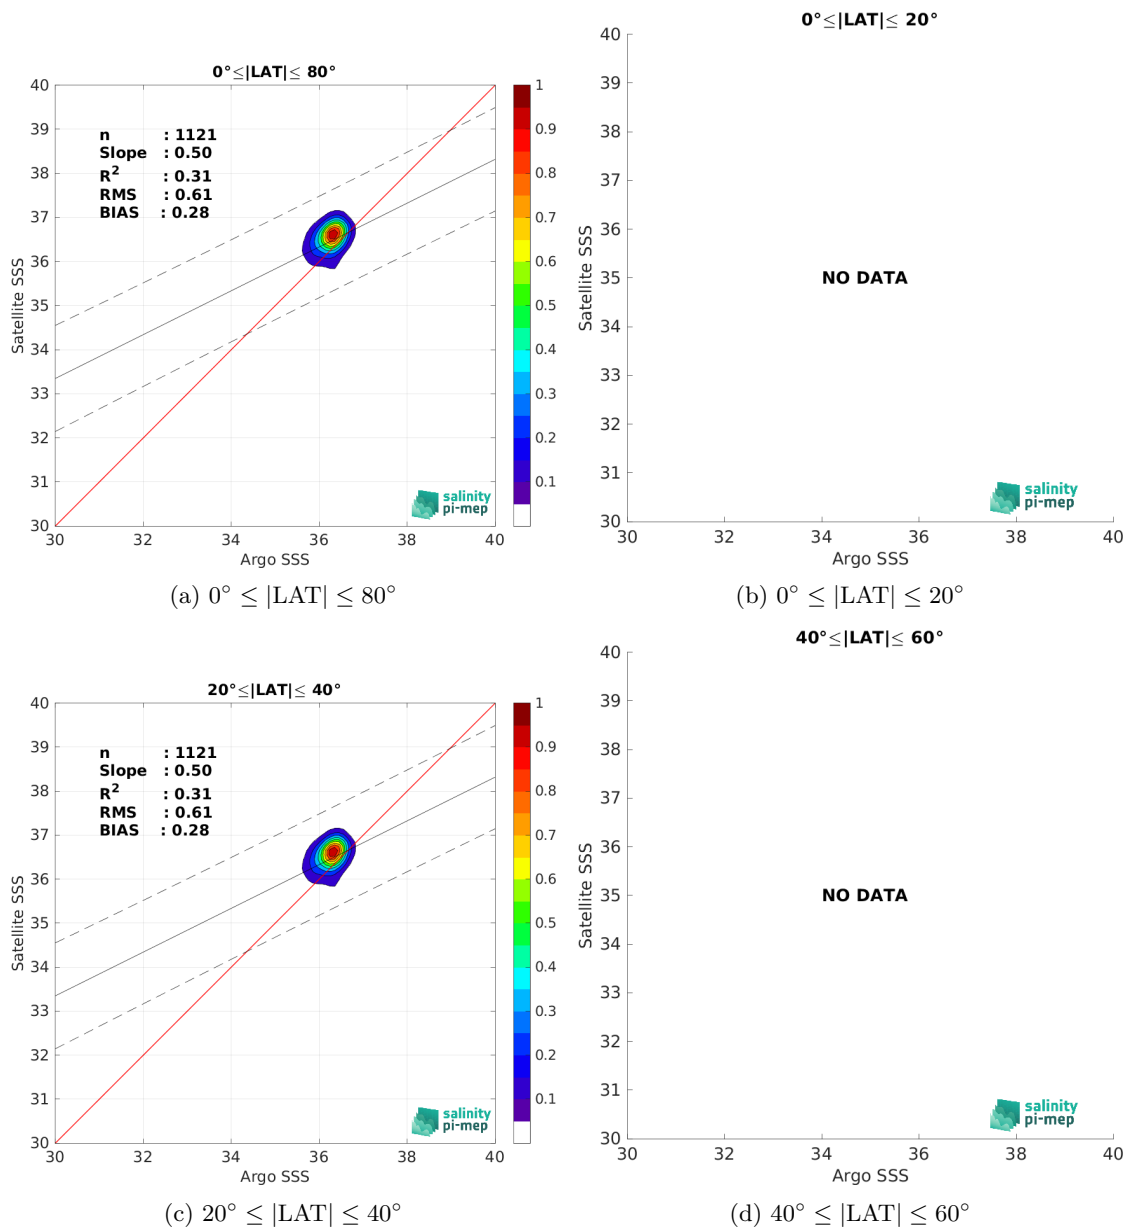 0°≤|LAT|≤ 80°
n : 1121
Slope : 0.50
R² : 0.31
RMS : 0.61
BIAS : 0.28
40
39
38
37
36
35
34
33
32
31
30
30 32 34 36 38 40
Satellite SSS
Argo SSS
1
0.9
0.8
0.7
0.6
0.5
0.4
0.3
0.2
0.1
salinity
pi-mep
(a) 0° ≤ |LAT| ≤ 80°
0°≤|LAT|≤ 20°
40
39
38
37
36
35
34
33
32
31
30
30 32 34 36 38 40
Satellite SSS
Argo SSS
NO DATA
salinity
pi-mep
(b) 0° ≤ |LAT| ≤ 20°
20°≤|LAT|≤ 40°
n : 1121
Slope : 0.50
R² : 0.31
RMS : 0.61
BIAS : 0.28
40
39
38
37
36
35
34
33
32
31
30
30 32 34 36 38 40
Satellite SSS
Argo SSS
1
0.9
0.8
0.7
0.6
0.5
0.4
0.3
0.2
0.1
salinity
pi-mep
(c) 20° ≤ |LAT| ≤ 40°
40°≤|LAT|≤ 60°
40
39
38
37
36
35
34
33
32
31
30
30 32 34 36 38 40
Satellite SSS
Argo SSS
NO DATA
salinity
pi-mep
(d) 40° ≤ |LAT| ≤ 60°